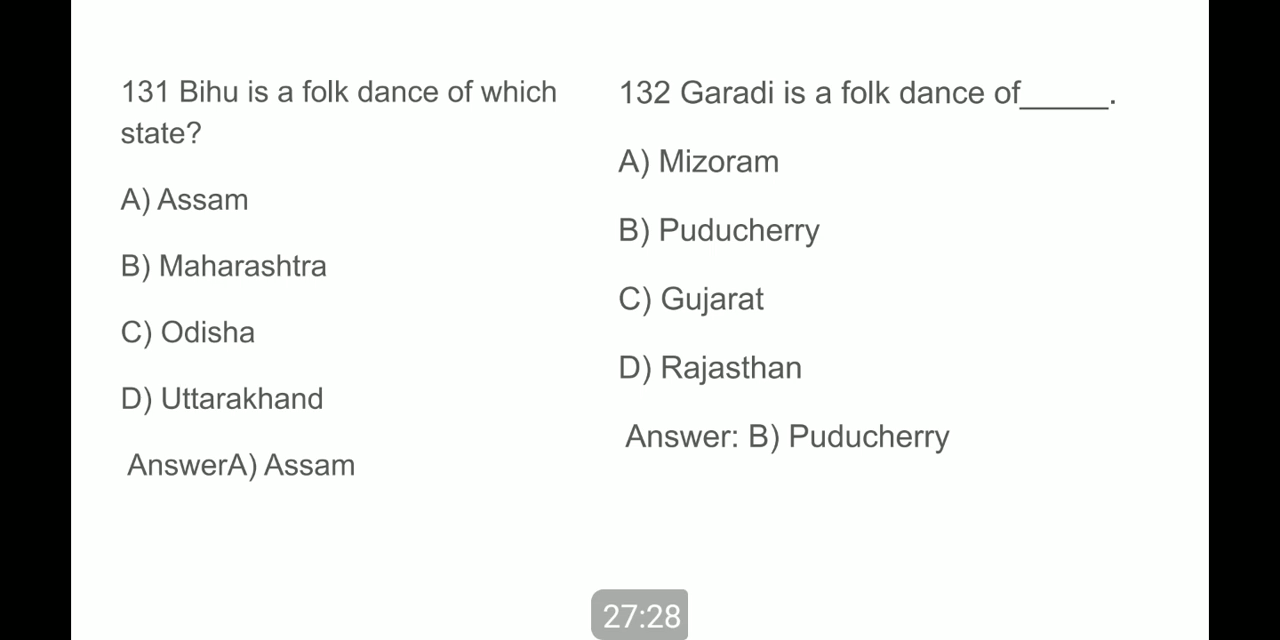 131 Bihu is a folk dance of which
state?
A) Assam
B) Maharashtra
C) Odisha
D) Uttarakhand
AnswerA) Assam
132 Garadi is a folk dance of_____.
A) Mizoram
B) Puducherry
C) Gujarat
D) Rajasthan
Answer: B) Puducherry
27:28